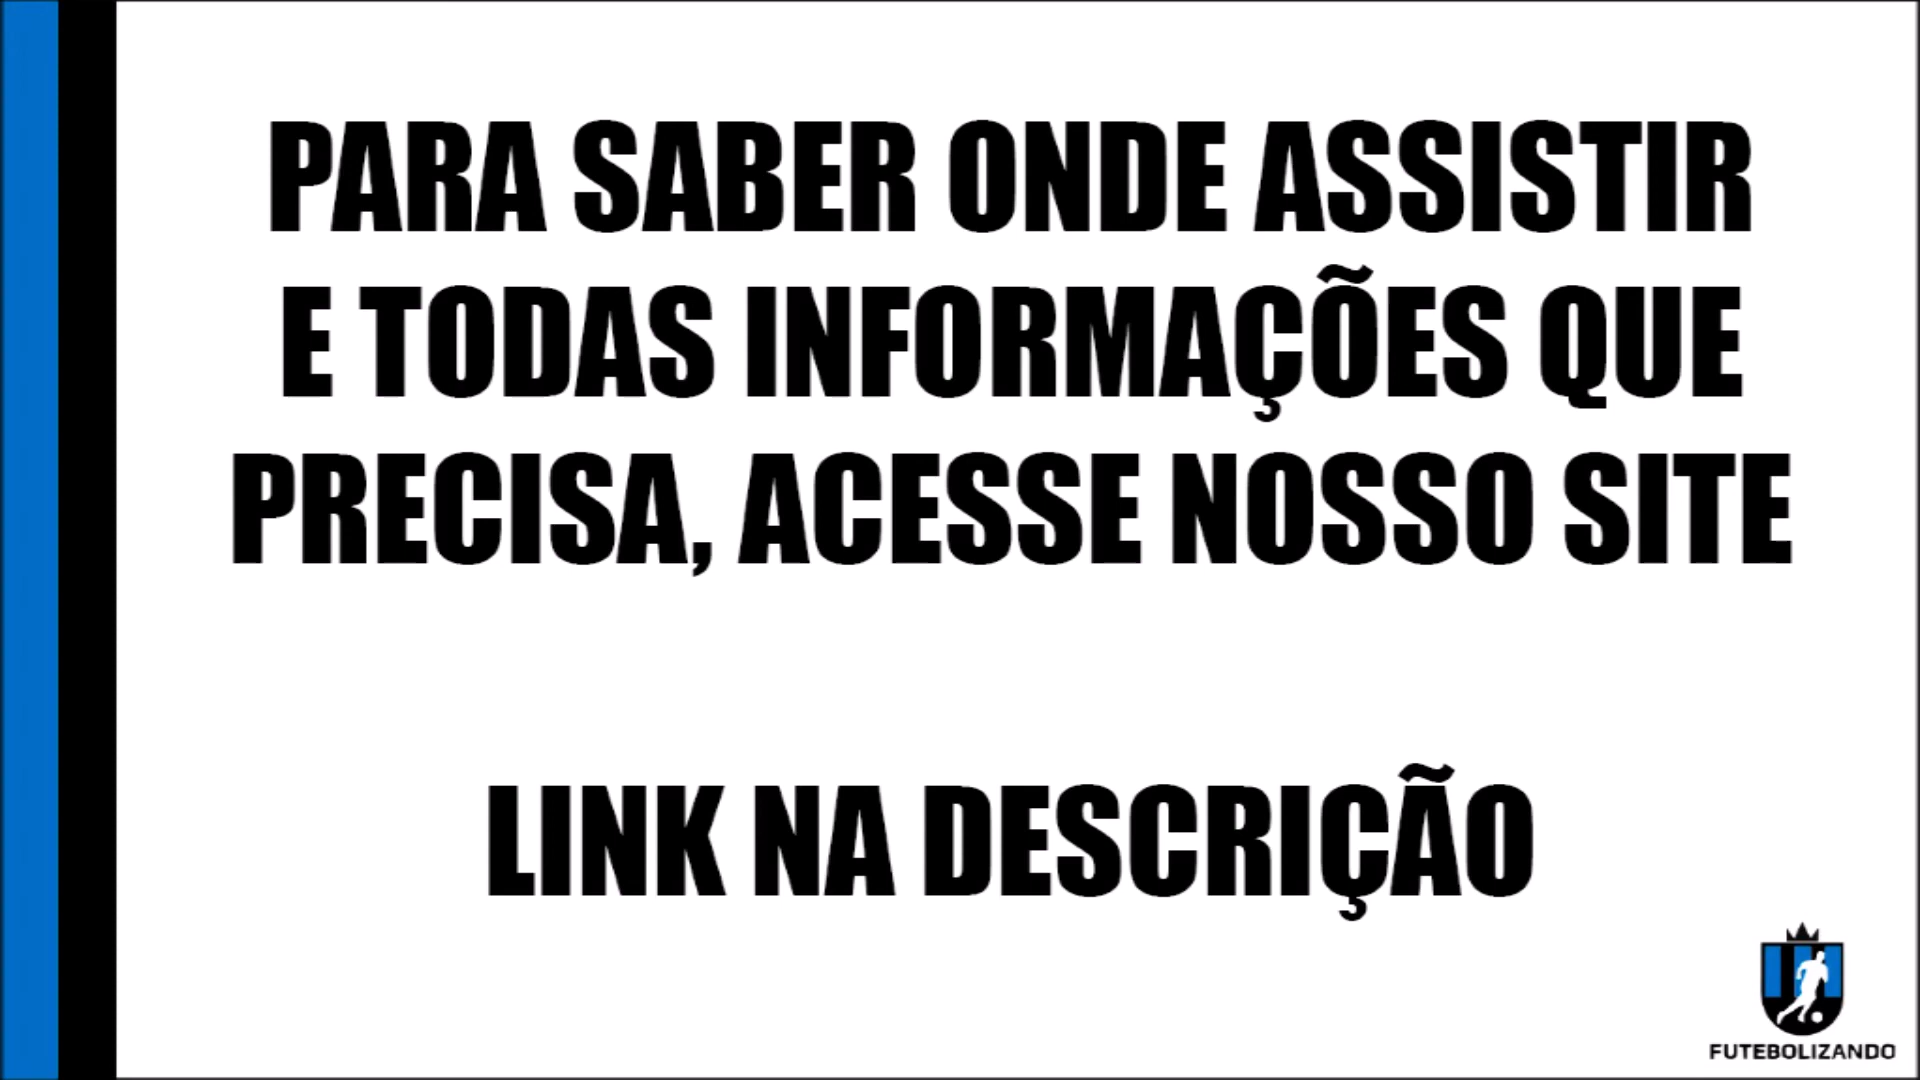 PARA SABER ONDE ASSISTIR
E TODAS INFORMAÇÕES QUE
PRECISA, ACESSE NOSSO SITE
LINK NA DESCRIÇÃO
FUTEBOLIZANDO